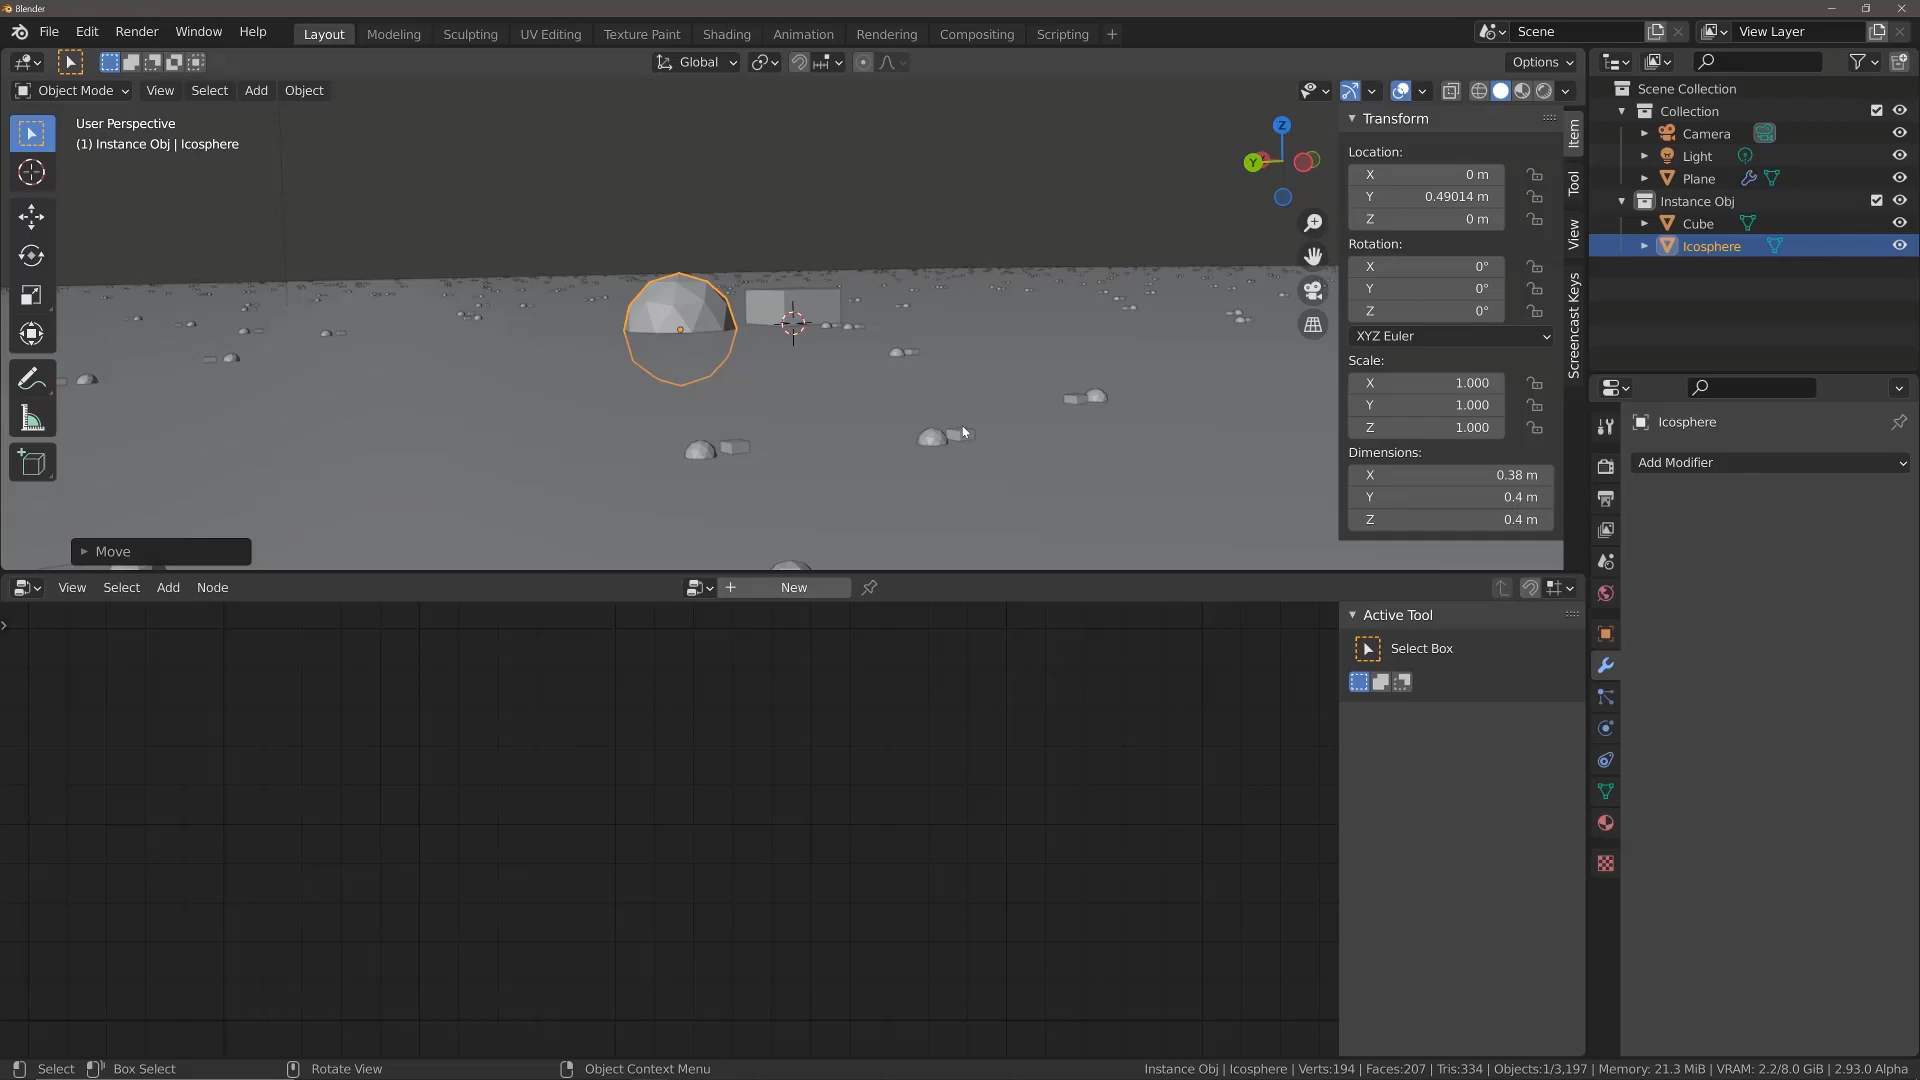 Blender
File Edit Render Window Help Layout Modeling Sculpting UV Editing Texture Paint Shading Animation Rendering Compositing Scripting + Scene View Layer
Global Options
Object Mode View Select Add Object
User Perspective
(1) Instance Obj | Icosphere
Z
Y
Transform
Location:
X 0 m
Y 0.49014 m
Z 0 m
Rotation:
X 0°
Y 0°
Z 0°
XYZ Euler
Scale:
X 1.000
Y 1.000
Z 1.000
Dimensions:
X 0.38 m
Y 0.4 m
Z 0.4 m
Item
Tool
View
Screencast Keys
Scene Collection
Collection
Camera
Light
Plane
Instance Obj
Cube
Icosphere
Icosphere
Add Modifier
Move
View Select Add Node + New
Active Tool
Select Box
Select Box Select Rotate View Object Context Menu Instance Obj | Icosphere | Verts:194 | Faces:207 | Tris:334 | Objects:1/3,197 | Memory: 21.3 MiB | VRAM: 2.2/8.0 GiB | 2.93.0 Alpha